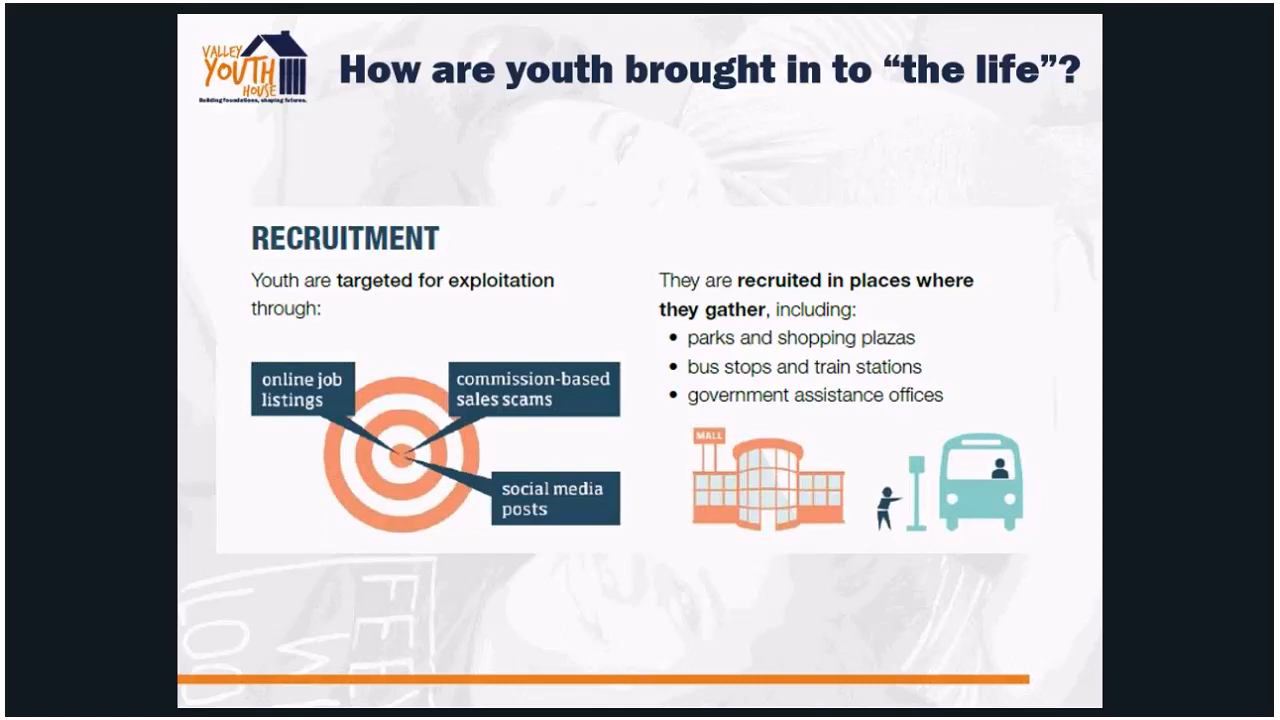 VALLEY
YOUTH
HOUSE
Building foundations, shaping futures.
How are youth brought in to “the life”?
RECRUITMENT
Youth are targeted for exploitation
through:
online job
listings
commission-based
sales scams
social media
posts
They are recruited in places where
they gather, including:
• parks and shopping plazas
• bus stops and train stations
• government assistance offices
MALL